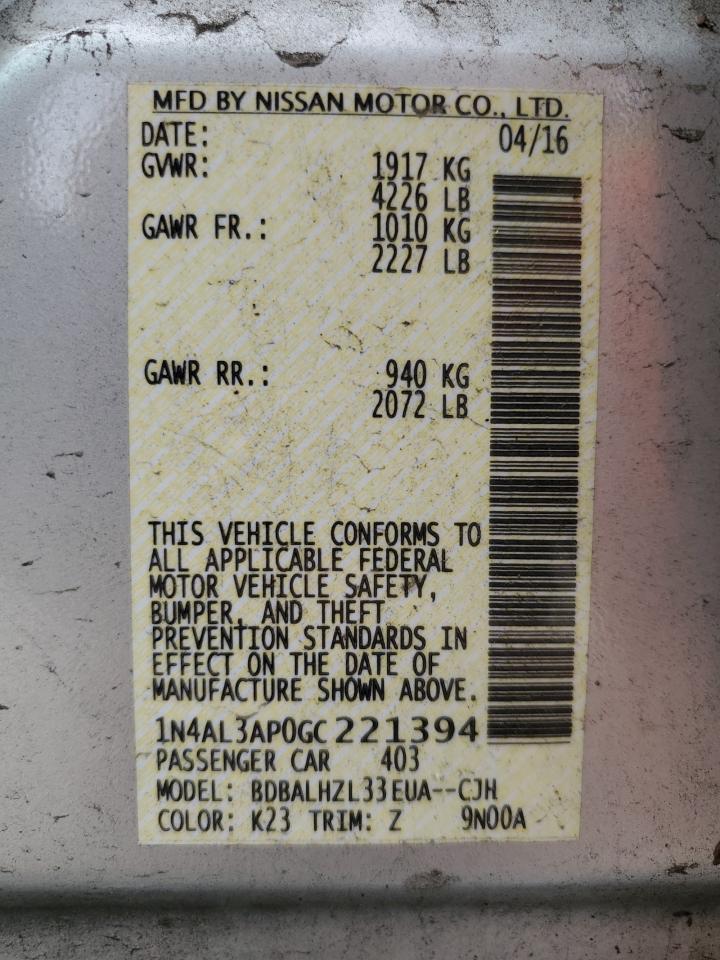 MFD BY NISSAN MOTOR CO., LTD.
DATE: 04/16
GVWR: 1917 KG
4226 LB
GAWR FR.: 1010 KG
2227 LB
GAWR RR.: 940 KG
2072 LB
THIS VEHICLE CONFORMS TO
ALL APPLICABLE FEDERAL
MOTOR VEHICLE SAFETY,
BUMPER, AND THEFT
PREVENTION STANDARDS IN
EFFECT ON THE DATE OF
MANUFACTURE SHOWN ABOVE.
1N4AL3AP0GC221394
PASSENGER CAR 403
MODEL: BDBALHZL33EUA--CJH
COLOR: K23 TRIM: Z 9N00A